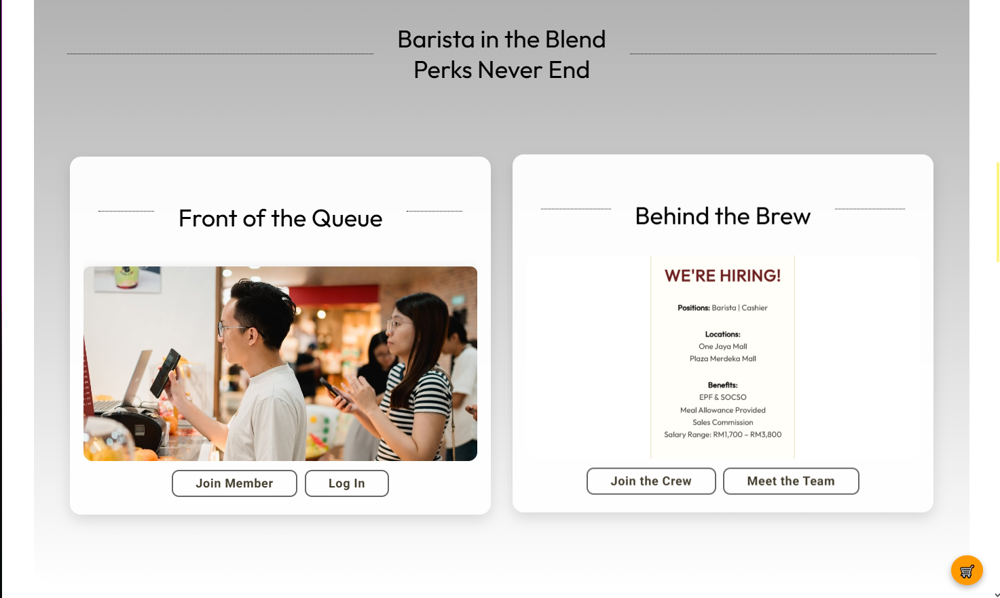 Barista in the Blend
Perks Never End
Front of the Queue
Join Member
Log In
Behind the Brew
WE'RE HIRING!
Positions: Barista | Cashier
Locations:
One Jaya Mall
Plaza Merdeka Mall
Benefits:
EPF & SOCSO
Meal Allowance Provided
Sales Commission
Salary Range: RM1,700 – RM3,800
Join the Crew
Meet the Team